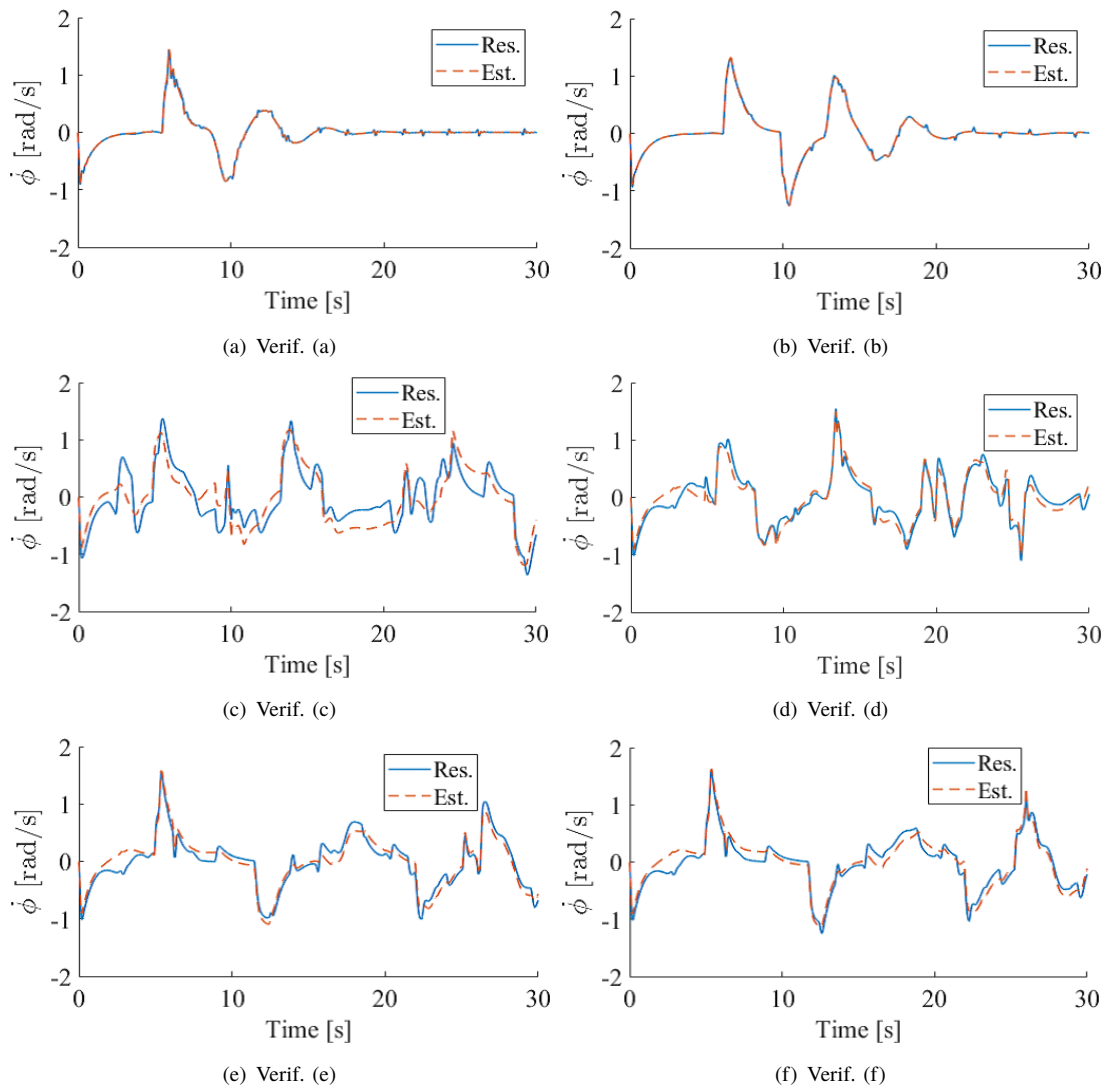 2
1
0
-1
-2
φ̇ [rad/s]
Res.
Est.
0 10 20 30
Time [s]
(a) Verif. (a)
2
1
0
-1
-2
φ̇ [rad/s]
Res.
Est.
0 10 20 30
Time [s]
(b) Verif. (b)
2
1
0
-1
-2
φ̇ [rad/s]
Res.
Est.
0 10 20 30
Time [s]
(c) Verif. (c)
2
1
0
-1
-2
φ̇ [rad/s]
Res.
Est.
0 10 20 30
Time [s]
(d) Verif. (d)
2
1
0
-1
-2
φ̇ [rad/s]
Res.
Est.
0 10 20 30
Time [s]
(e) Verif. (e)
2
1
0
-1
-2
φ̇ [rad/s]
Res.
Est.
0 10 20 30
Time [s]
(f) Verif. (f)